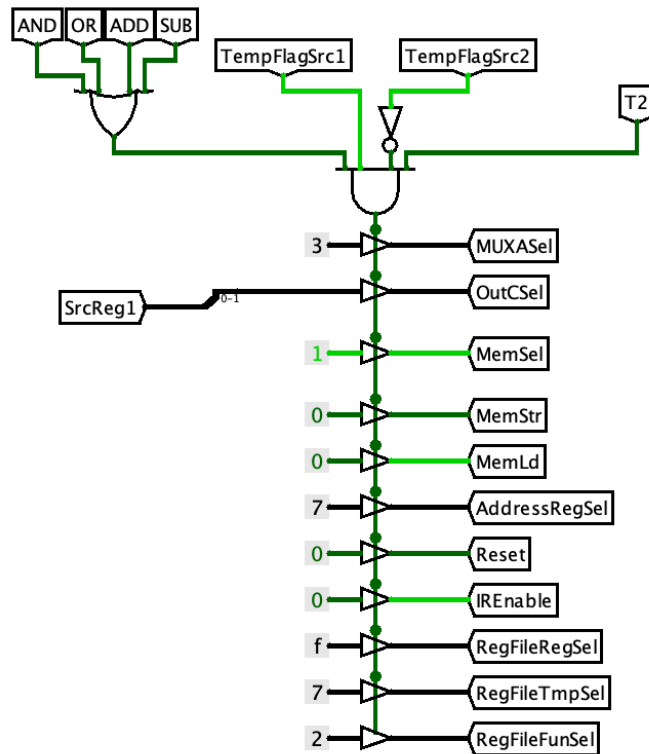 AND OR ADD SUB
TempFlagSrc1 TempFlagSrc2
T2
3 MUXASel
SrcReg1 0-1 OutCSel
1 MemSel
0 MemStr
0 MemLd
7 AddressRegSel
0 Reset
0 IREnable
f RegFileRegSel
7 RegFileTmpSel
2 RegFileFunSel